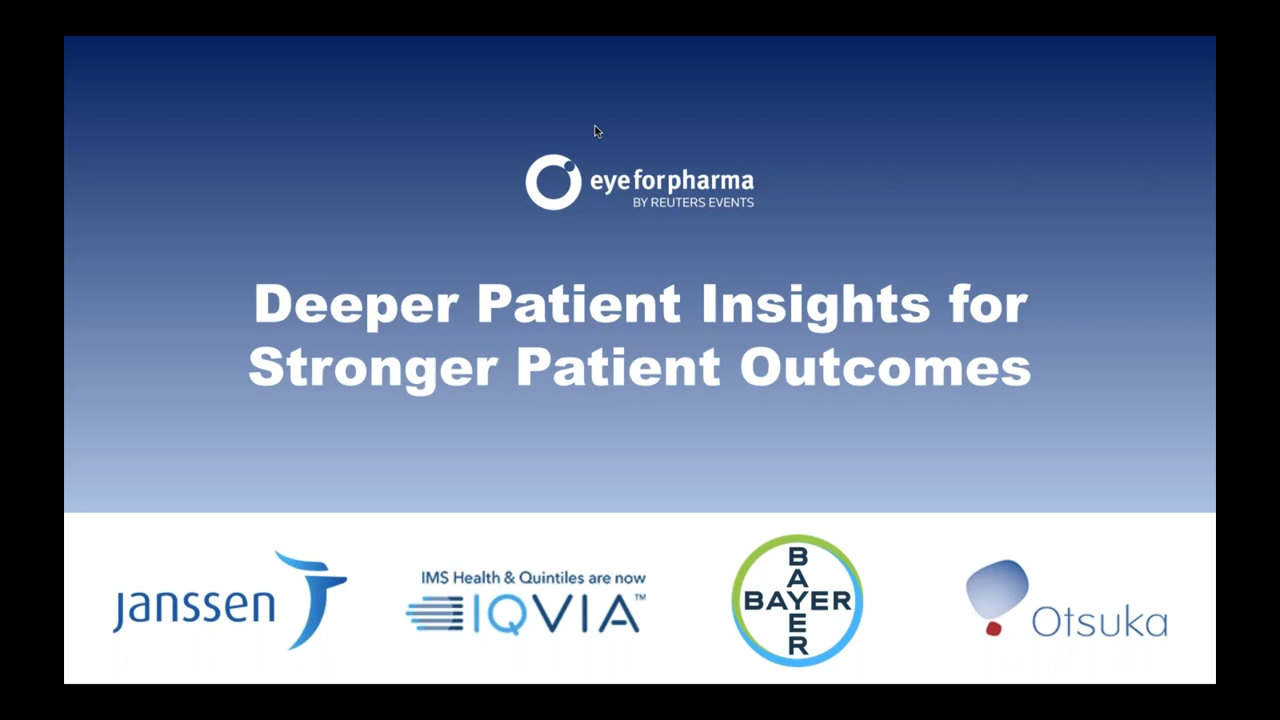 eyeforpharma
BY REUTERS EVENTS
Deeper Patient Insights for
Stronger Patient Outcomes
janssen
IMS Health & Quintiles are now
IQVIA™
BAYER
BAYER
Otsuka